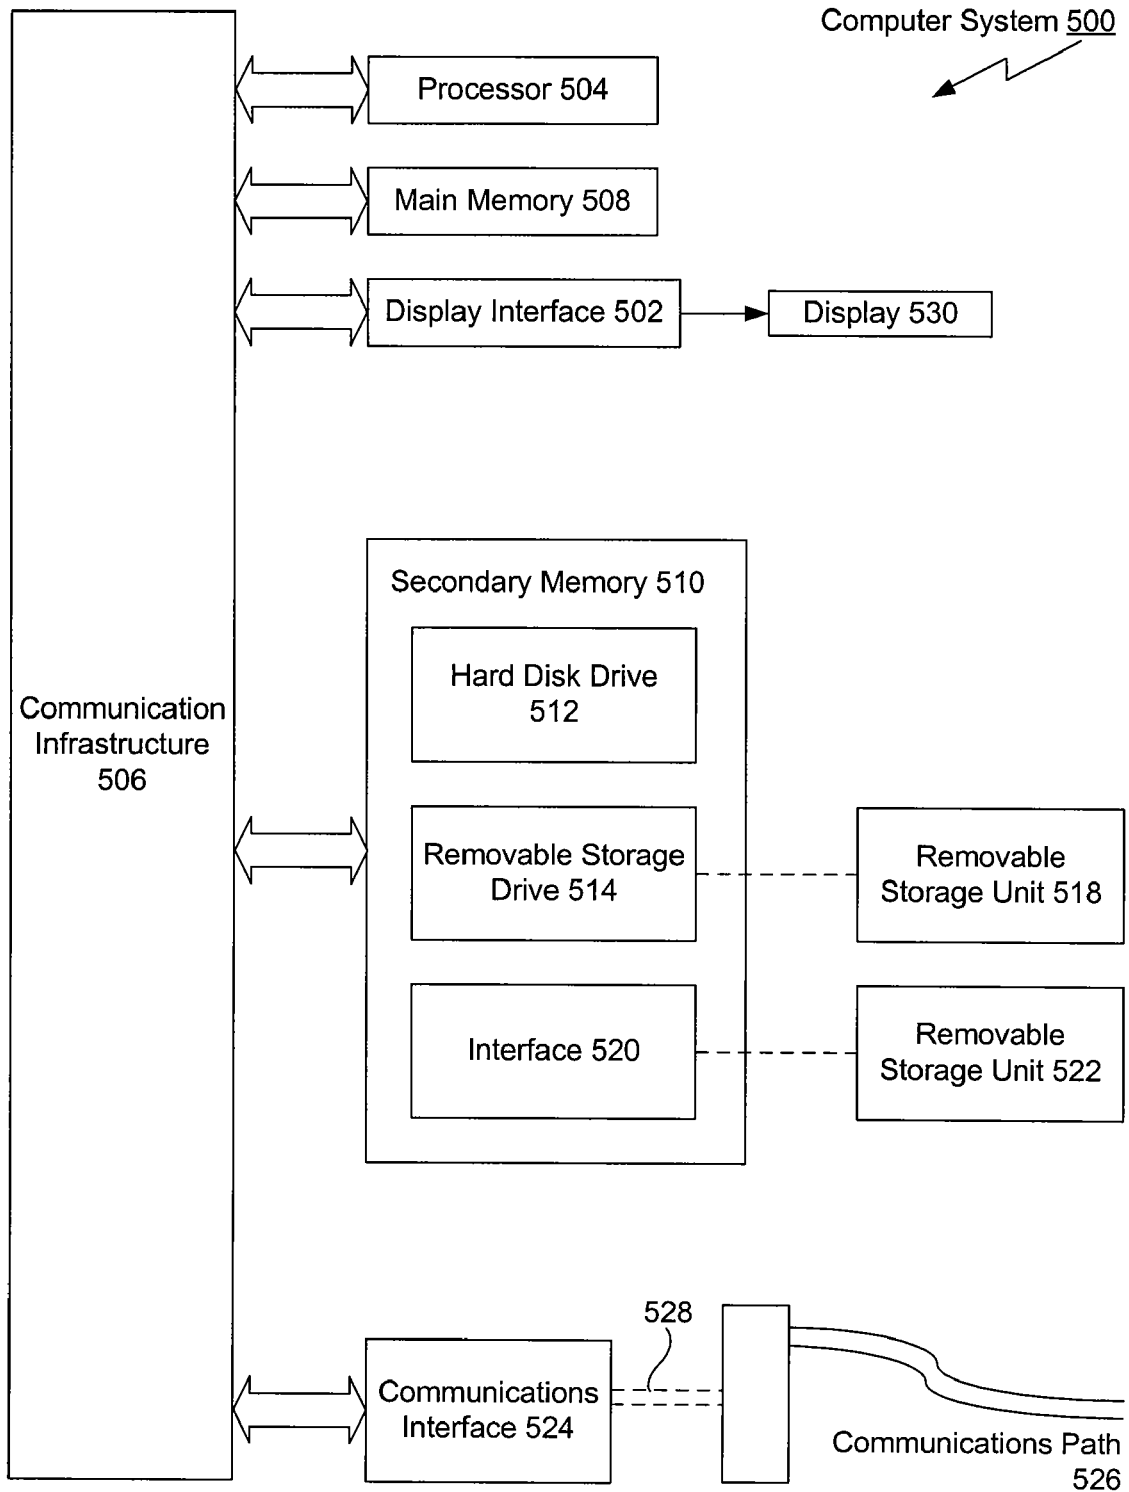 Computer System 500
Processor 504
Main Memory 508
Display Interface 502
Display 530
Secondary Memory 510
Hard Disk Drive
512
Communication
Infrastructure
506
Removable Storage
Drive 514
Removable
Storage Unit 518
Interface 520
Removable
Storage Unit 522
528
Communications
Interface 524
Communications Path
526